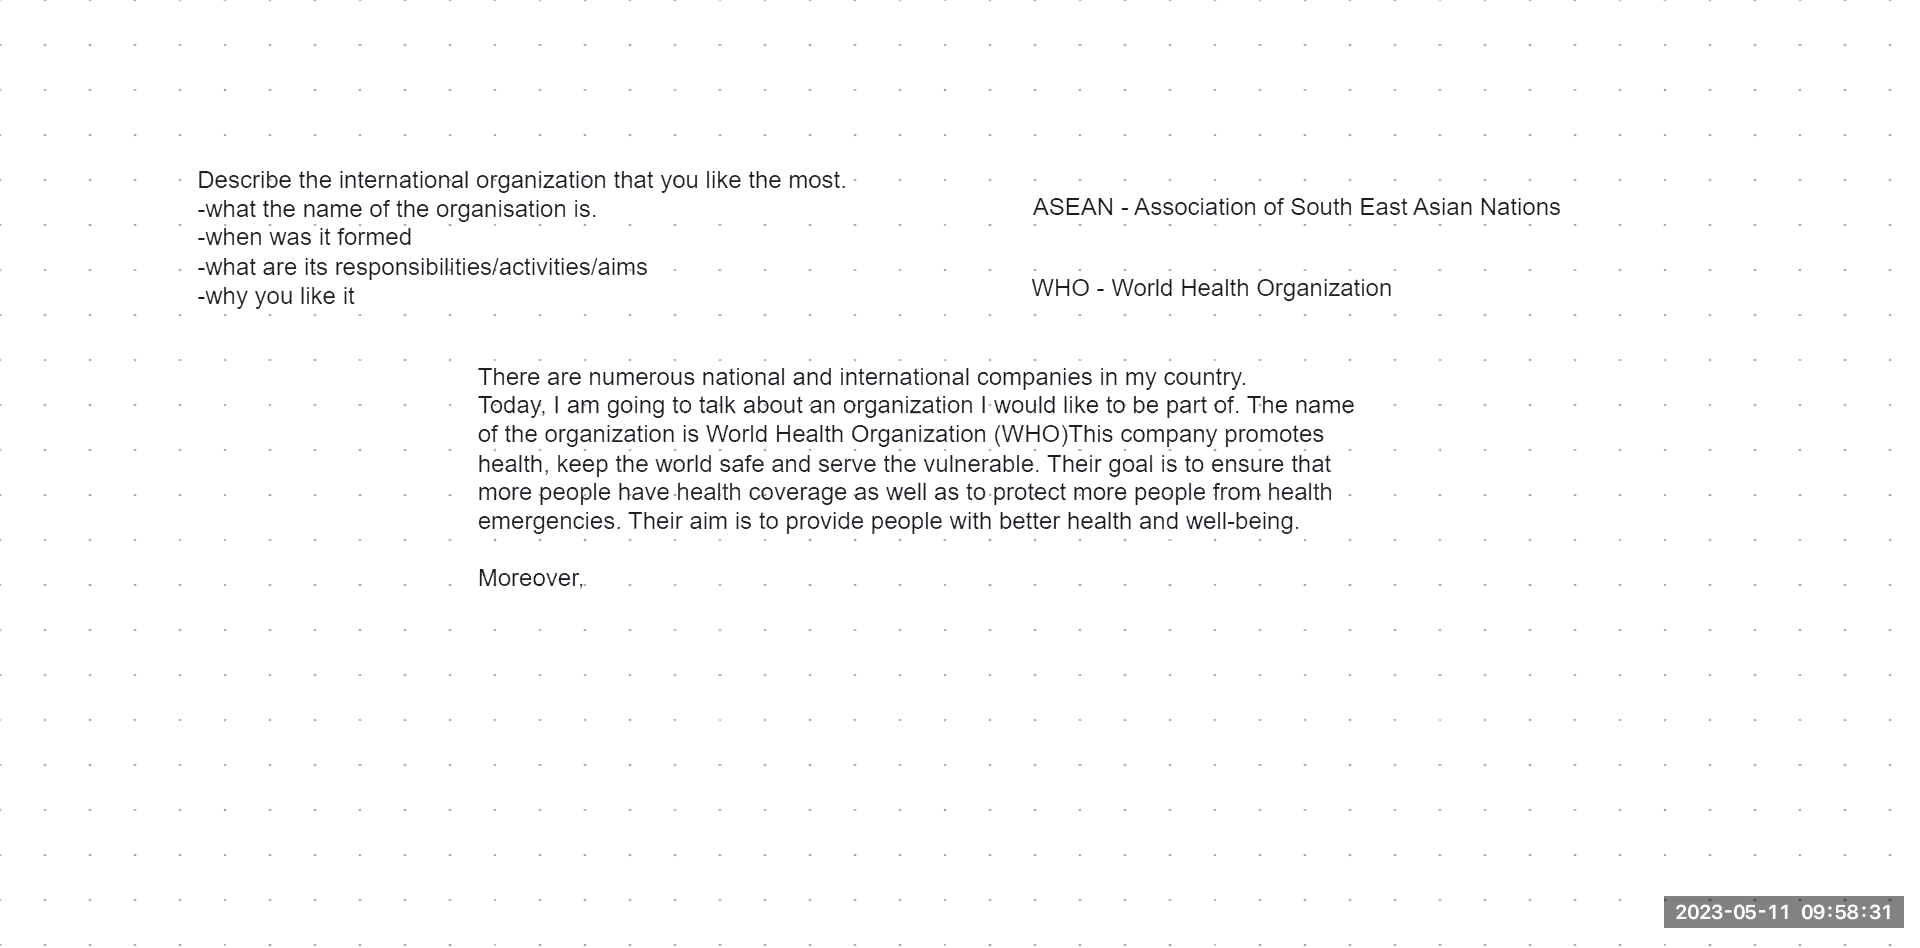 Describe the international organization that you like the most.
-what the name of the organisation is.
-when was it formed
-what are its responsibilities/activities/aims
-why you like it
ASEAN - Association of South East Asian Nations
WHO - World Health Organization
There are numerous national and international companies in my country.
Today, I am going to talk about an organization I would like to be part of. The name
of the organization is World Health Organization (WHO)This company promotes
health, keep the world safe and serve the vulnerable. Their goal is to ensure that
more people have health coverage as well as to protect more people from health
emergencies. Their aim is to provide people with better health and well-being.
Moreover,
2023-05-11 09:58:31